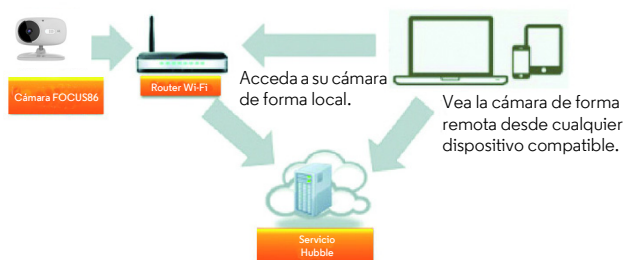 Cámara FOCUS86
Router Wi-Fi
Acceda a su cámara
de forma local.
Vea la cámara de forma
remota desde cualquier
dispositivo compatible.
Servicio
Hubble